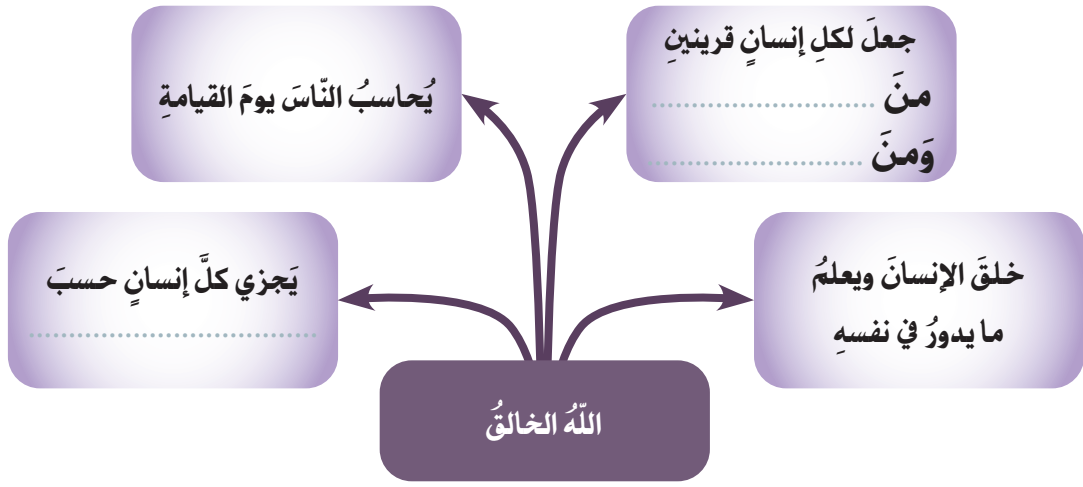 جعلَ لكلِ إنسانٍ قرينينِ
منَ ..............................
وَمنَ ..............................
يُحاسبُ النّاسَ يومَ القيامةِ
خلقَ الإنسانَ ويعلمُ
ما يدورُ في نفسهِ
يَجزي كلَّ إنسانٍ حسبَ
........................................
اللّهُ الخالقُ